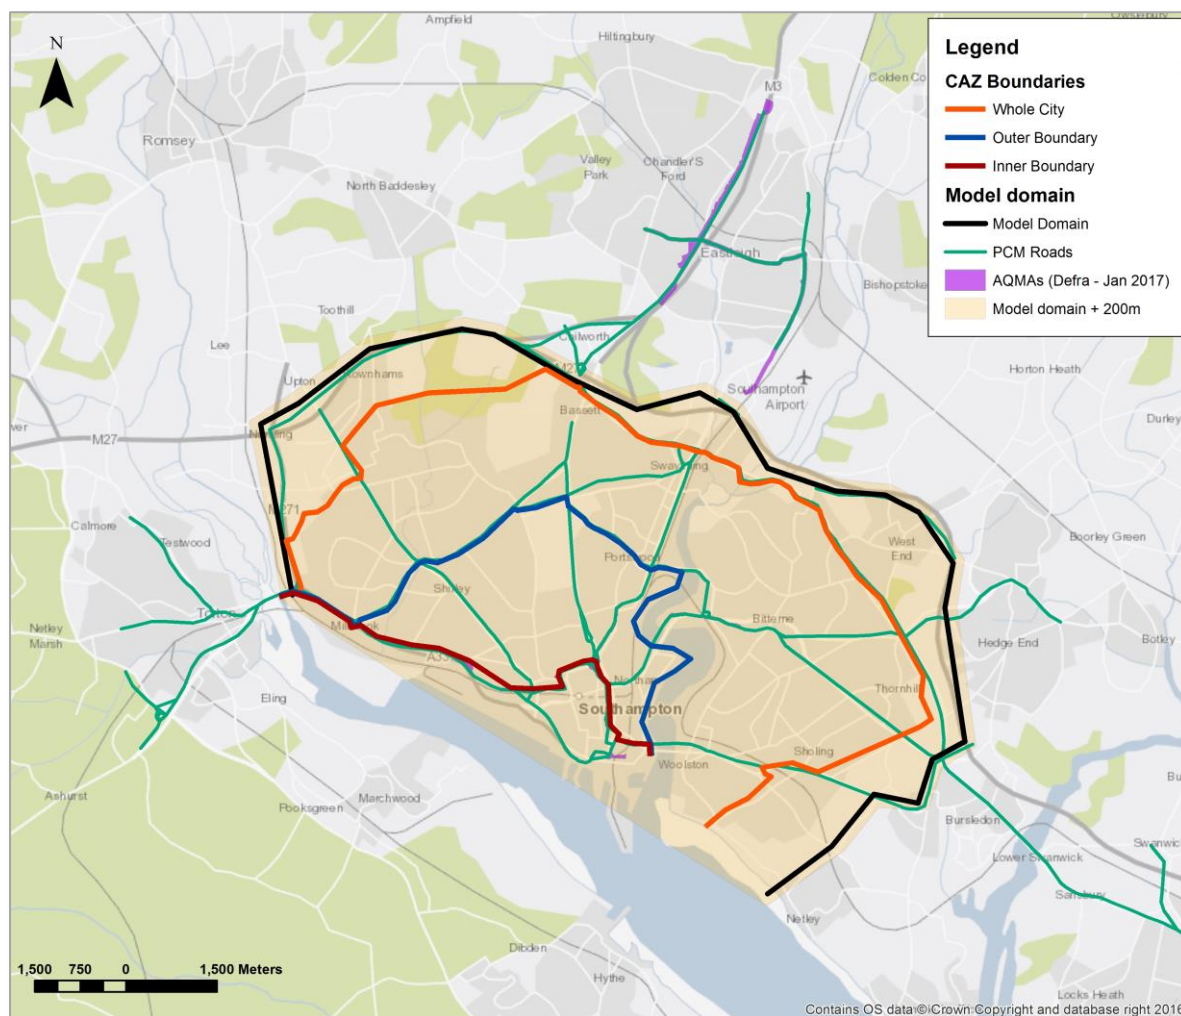 Ampfield
Hiltingbury
N
M3
Romsey
Valley
Park
Chandler'S
Ford
North Baddesley
Eastleigh
Bishopstoke
Toothill
Lee
Chilworth
Upton
Rownhams
M27
Southampton
Airport
Horton Heath
Bassett
Durley
M27
Nursling
Swaythling
M271
Calmore
Testwood
West
End
Boorley Green
Portswood
Shirley
Totton
Millbrook
Bitterne
Netley
Marsh
Hedge End
Botley
Eling
Northam
Thornhill
Southampton
Sholing
Woolston
Ashurst
Marchwood
Pooksgreen
Bursledon
Lower Swanwick
Swanwick
Sarisbury
Netley
Dibden
Hythe
Locks Heath
1,500 750 0 1,500 Meters
Contains OS data © Crown Copyright and database right 2016
Legend
CAZ Boundaries
Whole City
Outer Boundary
Inner Boundary
Model domain
Model Domain
PCM Roads
AQMAs (Defra - Jan 2017)
Model domain + 200m